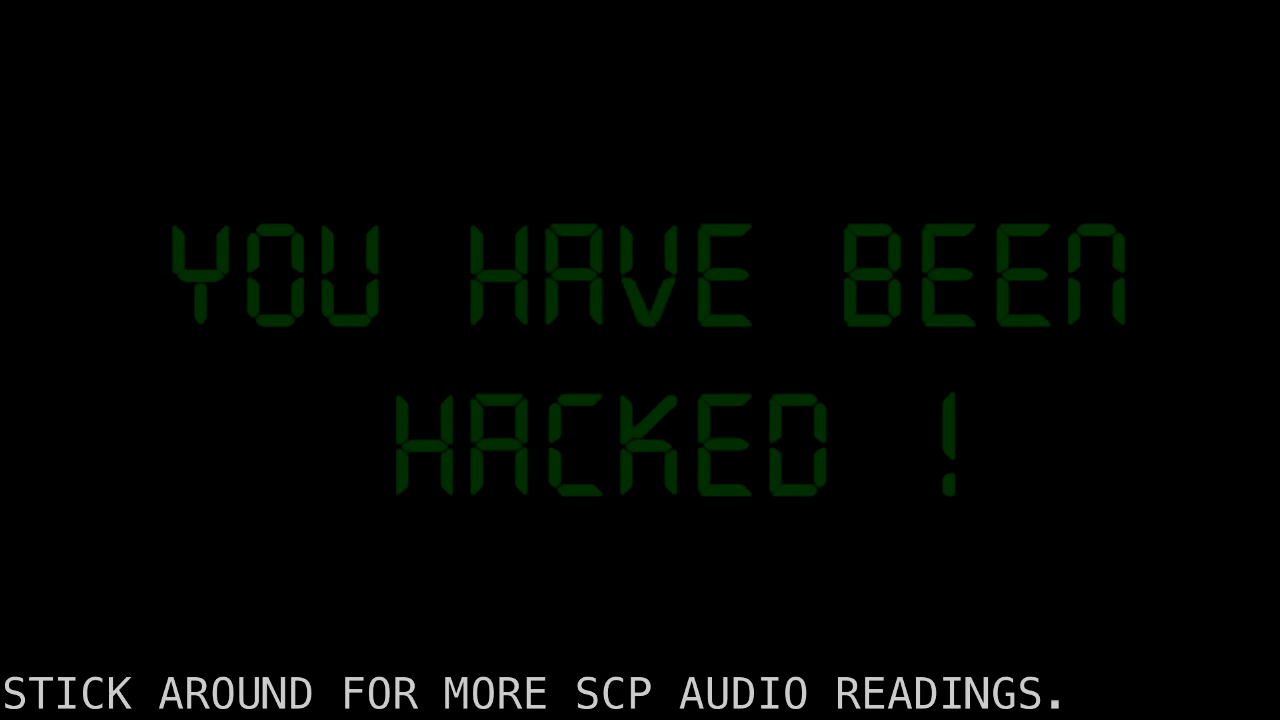 YOU HAVE BEEN
HACKED !
STICK AROUND FOR MORE SCP AUDIO READINGS.